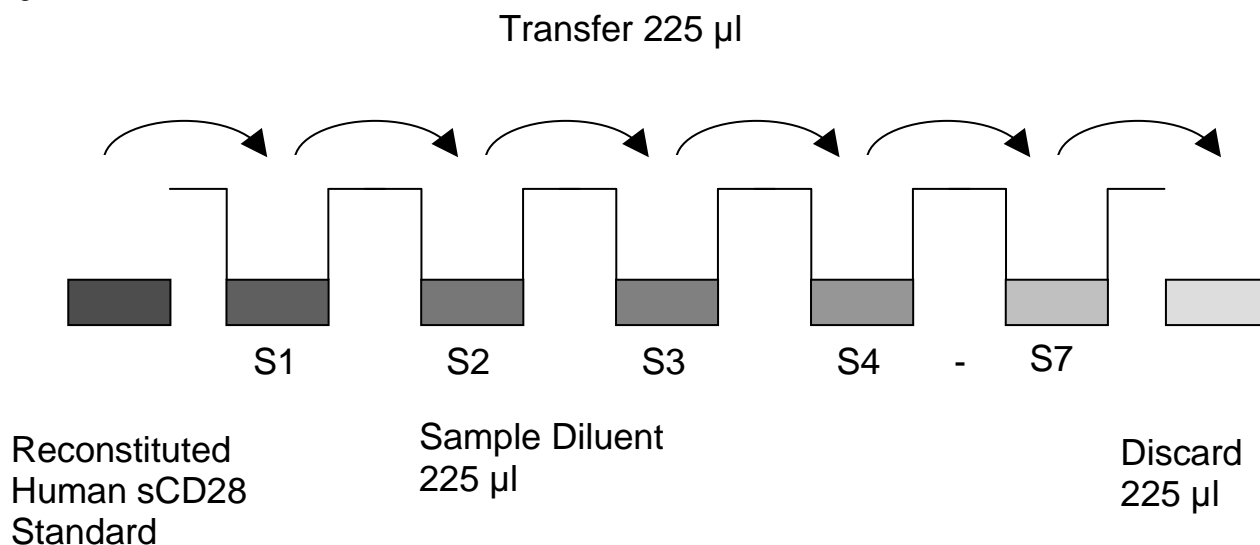 Transfer 225 µl
S1 S2 S3 S4 - S7
Reconstituted
Human sCD28
Standard
Sample Diluent
225 µl
Discard
225 µl